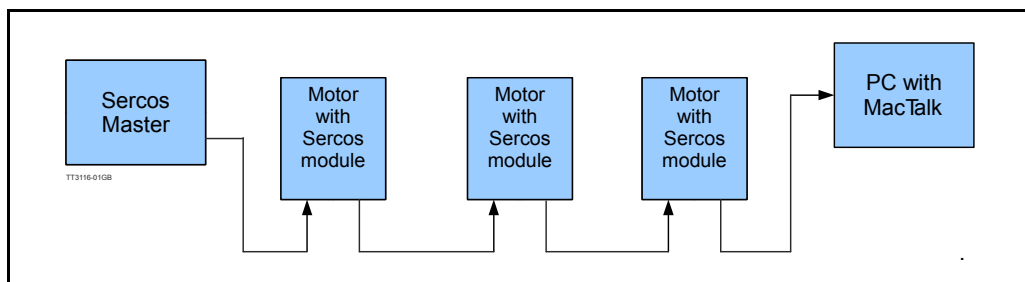 Sercos
Master
TT3116-01GB
Motor
with
Sercos
module
Motor
with
Sercos
module
Motor
with
Sercos
module
PC with
MacTalk
.